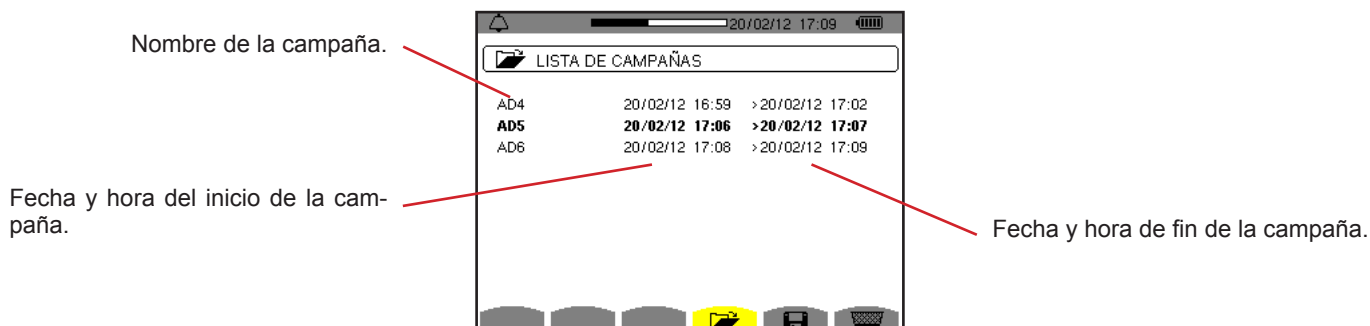 20/02/12 17:09
Nombre de la campaña.
LISTA DE CAMPAÑAS
AD4 20/02/12 16:59 >20/02/12 17:02
AD5 20/02/12 17:06 >20/02/12 17:07
AD6 20/02/12 17:08 >20/02/12 17:09
Fecha y hora del inicio de la cam-
paña.
Fecha y hora de fin de la campaña.